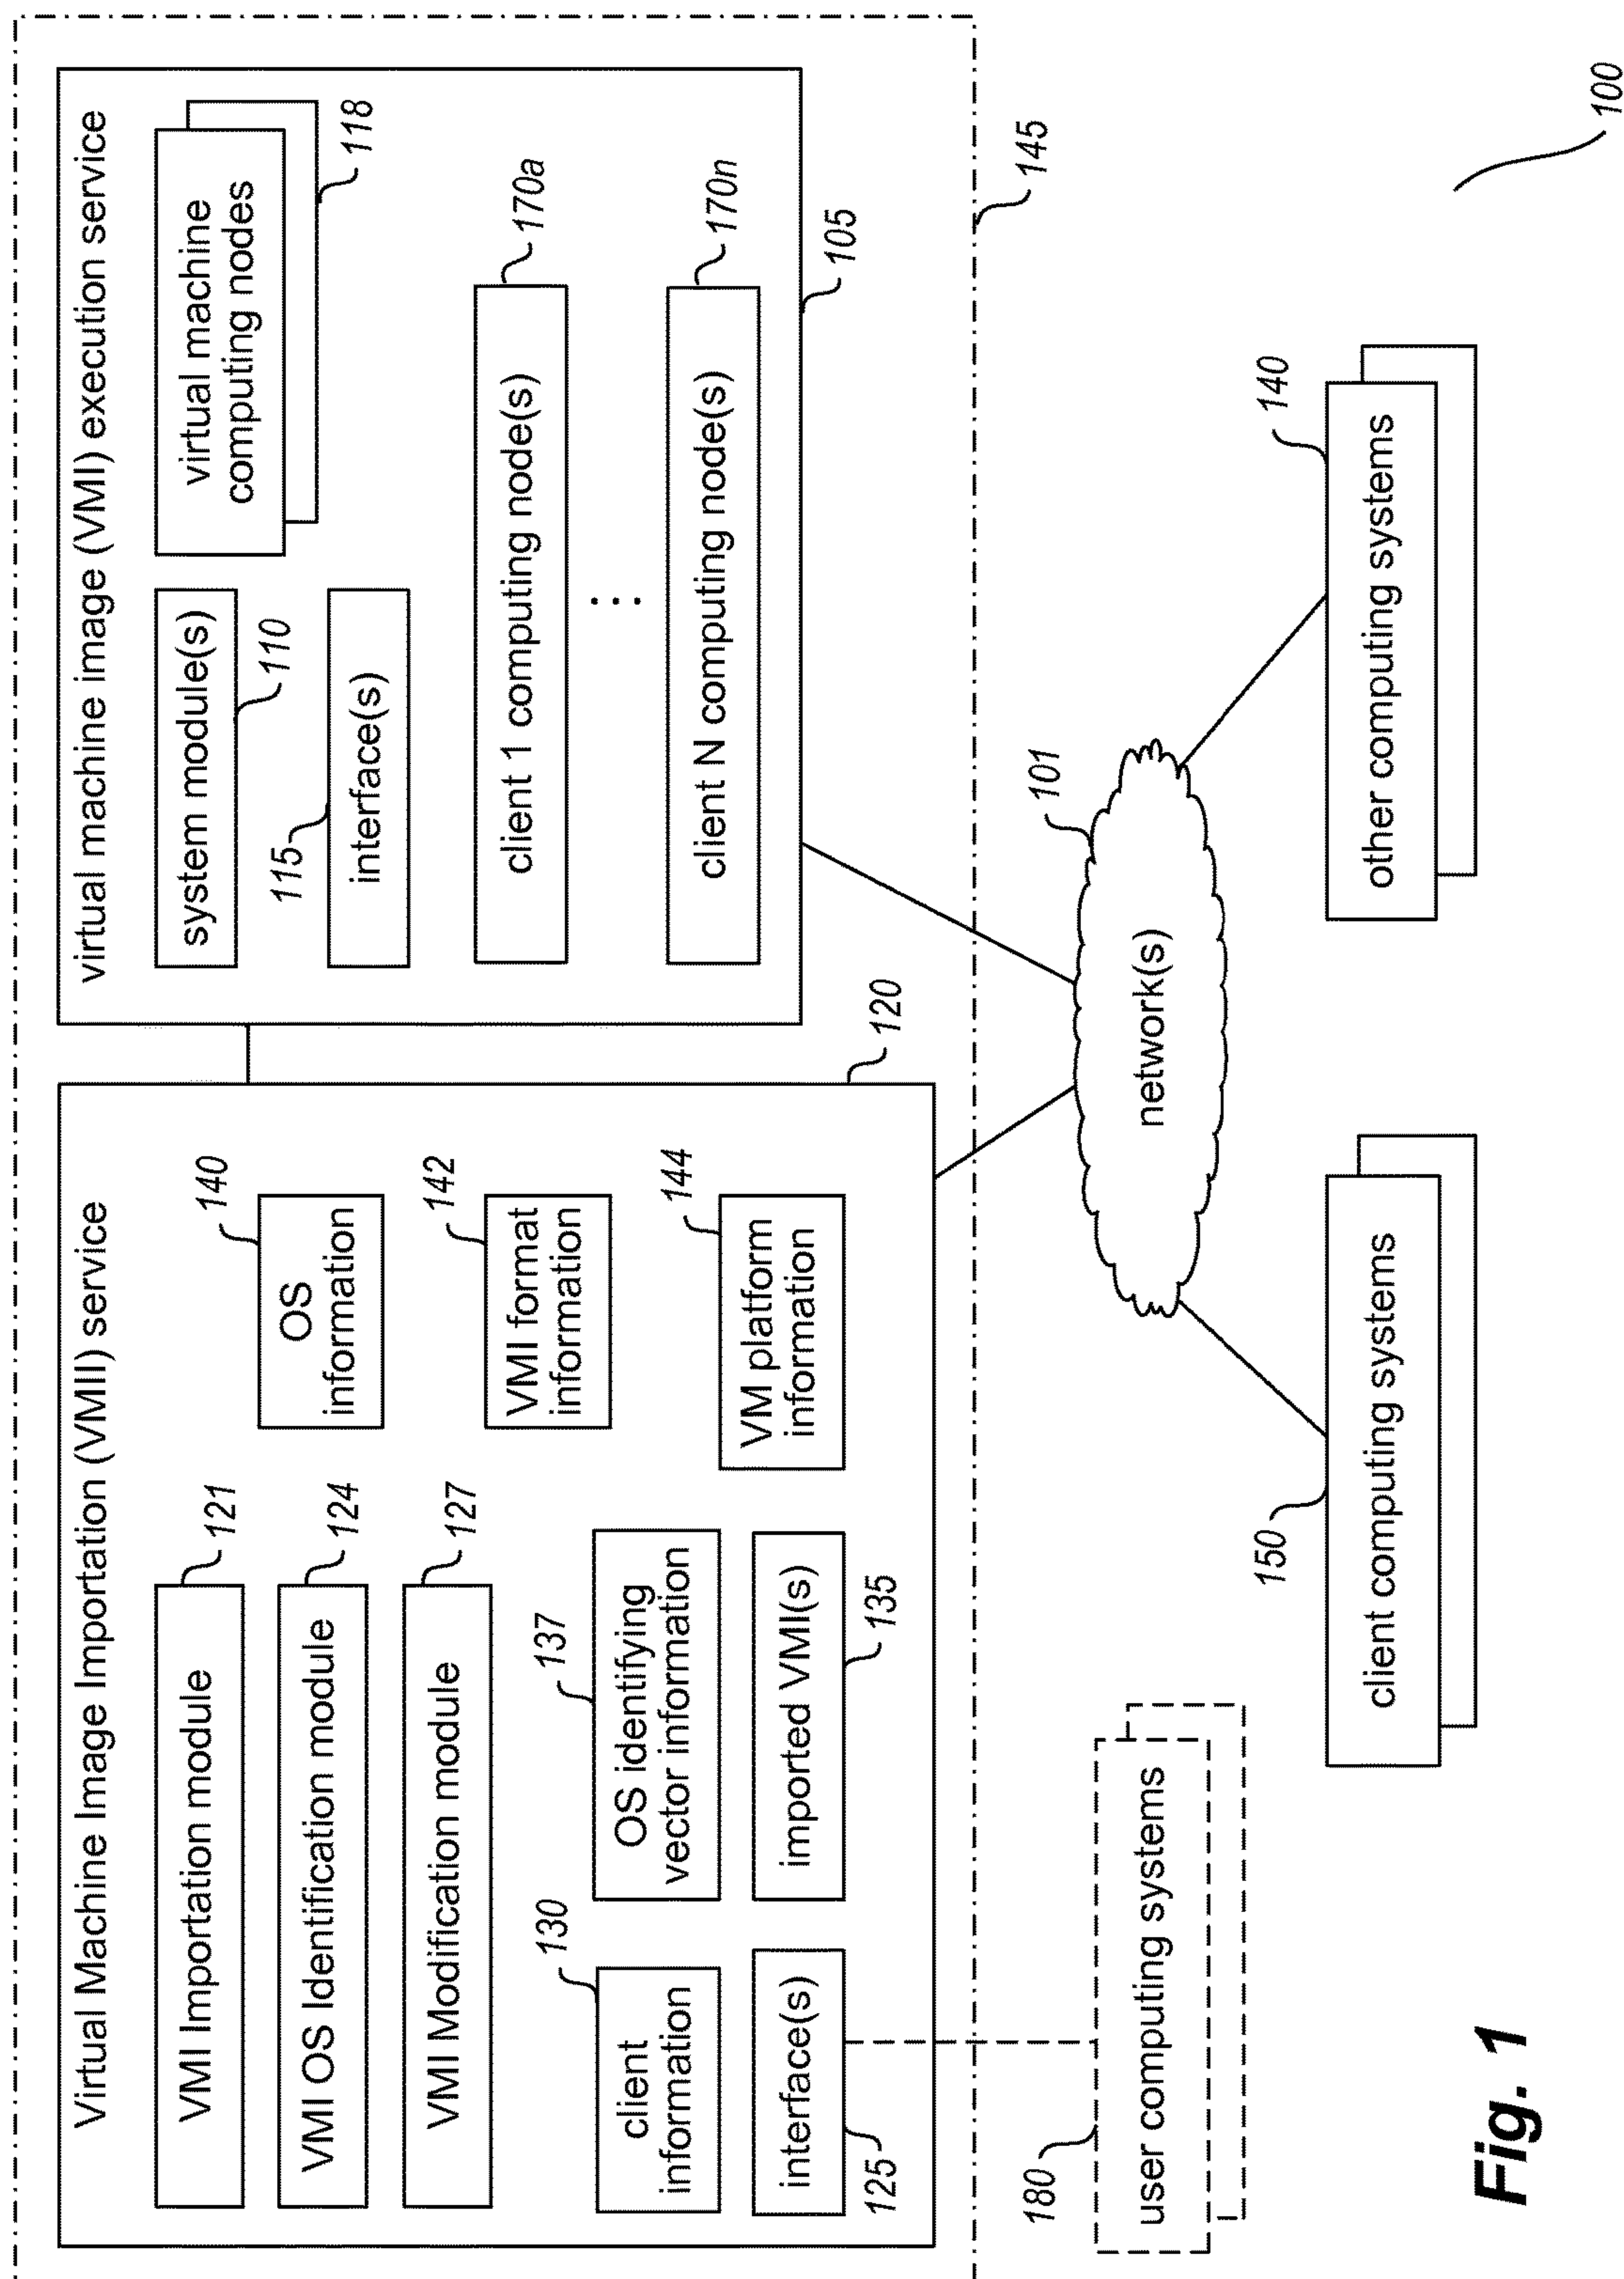 Virtual Machine Image Importation (VMII) service
VMI Importation module
121
VMI OS Identification module
124
VMI Modification module
127
OS
information
140
VMI format
information
142
VM platform
information
144
client
information
130
OS identifying
vector information
137
interface(s)
125
imported VMI(s)
135
120
virtual machine image (VMI) execution service
system module(s)
110
virtual machine
computing nodes
118
115
interface(s)
client 1 computing node(s)
170a
...
client N computing node(s)
170n
105
145
180
user computing systems
network(s)
101
150
client computing systems
other computing systems
140
100
Fig. 1